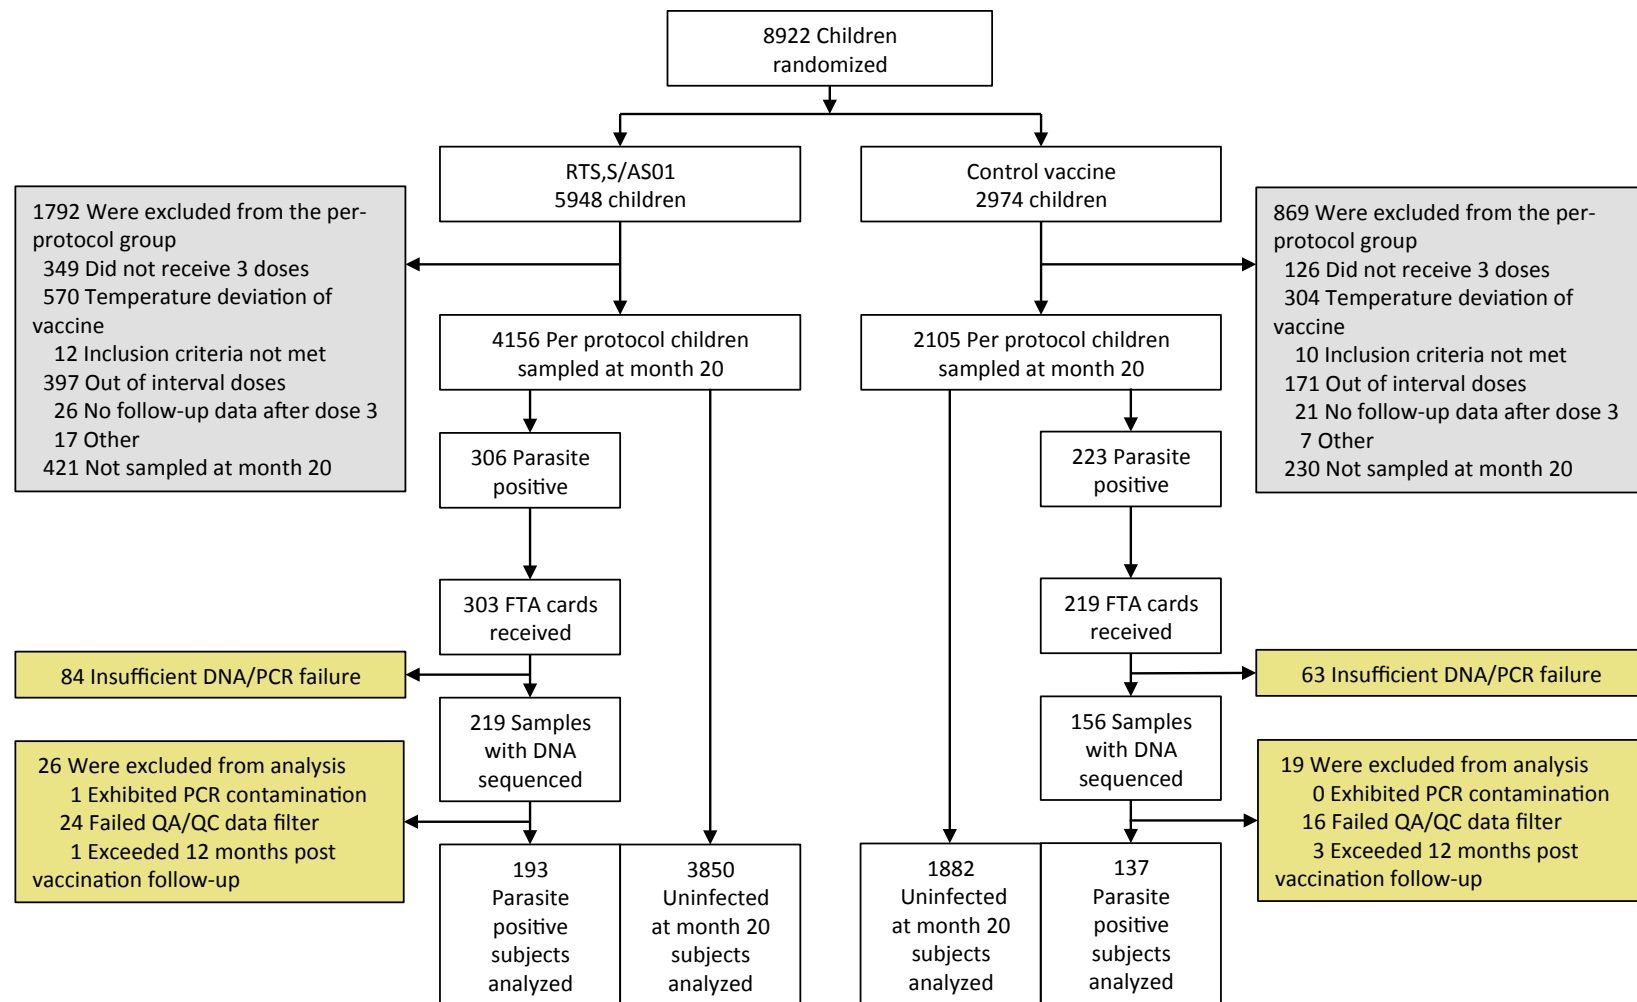 8922 Children
randomized
RTS,S/AS01
5948 children
Control vaccine
2974 children
1792 Were excluded from the per-
protocol group
349 Did not receive 3 doses
570 Temperature deviation of
vaccine
12 Inclusion criteria not met
397 Out of interval doses
26 No follow-up data after dose 3
17 Other
421 Not sampled at month 20
869 Were excluded from the per-
protocol group
126 Did not receive 3 doses
304 Temperature deviation of
vaccine
10 Inclusion criteria not met
171 Out of interval doses
21 No follow-up data after dose 3
7 Other
230 Not sampled at month 20
4156 Per protocol children
sampled at month 20
2105 Per protocol children
sampled at month 20
306 Parasite
positive
223 Parasite
positive
303 FTA cards
received
219 FTA cards
received
84 Insufficient DNA/PCR failure
63 Insufficient DNA/PCR failure
219 Samples
with DNA
sequenced
156 Samples
with DNA
sequenced
26 Were excluded from analysis
1 Exhibited PCR contamination
24 Failed QA/QC data filter
1 Exceeded 12 months post
vaccination follow-up
19 Were excluded from analysis
0 Exhibited PCR contamination
16 Failed QA/QC data filter
3 Exceeded 12 months post
vaccination follow-up
193
Parasite
positive
subjects
analyzed
3850
Uninfected
at month 20
subjects
analyzed
1882
Uninfected
at month 20
subjects
analyzed
137
Parasite
positive
subjects
analyzed